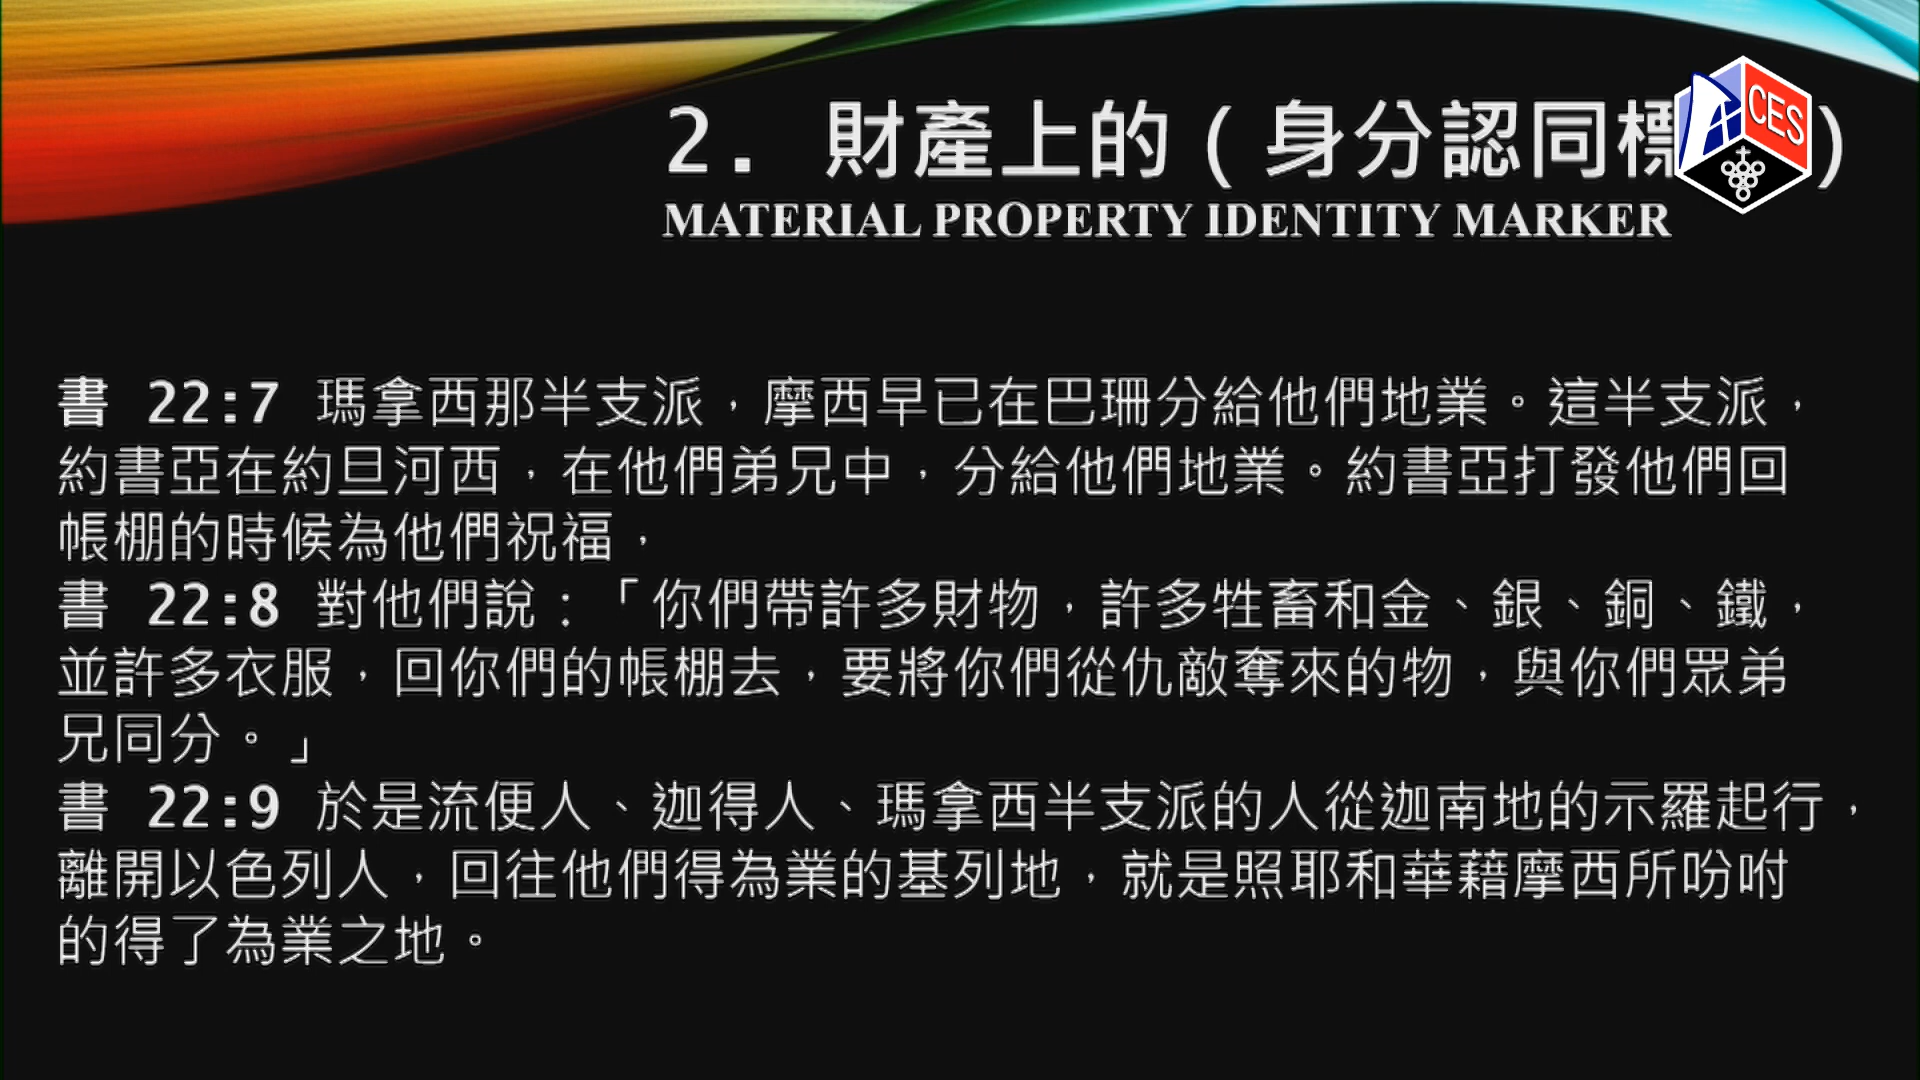 2. 財產上的(身分認同標)
CES
MATERIAL PROPERTY IDENTITY MARKER
書 22:7 瑪拿西那半支派，摩西早已在巴珊分給他們地業。這半支派，
約書亞在約旦河西，在他們弟兄中，分給他們地業。約書亞打發他們回
帳棚的時候為他們祝福，
書 22:8 對他們說：「你們帶許多財物，許多牲畜和金、銀、銅、鐵，
並許多衣服，回你們的帳棚去，要將你們從仇敵奪來的物，與你們眾弟
兄同分。」
書 22:9 於是流便人、迦得人、瑪拿西半支派的人從迦南地的示羅起行，
離開以色列人，回往他們得為業的基列地，就是照耶和華藉摩西所吩咐
的得了為業之地。